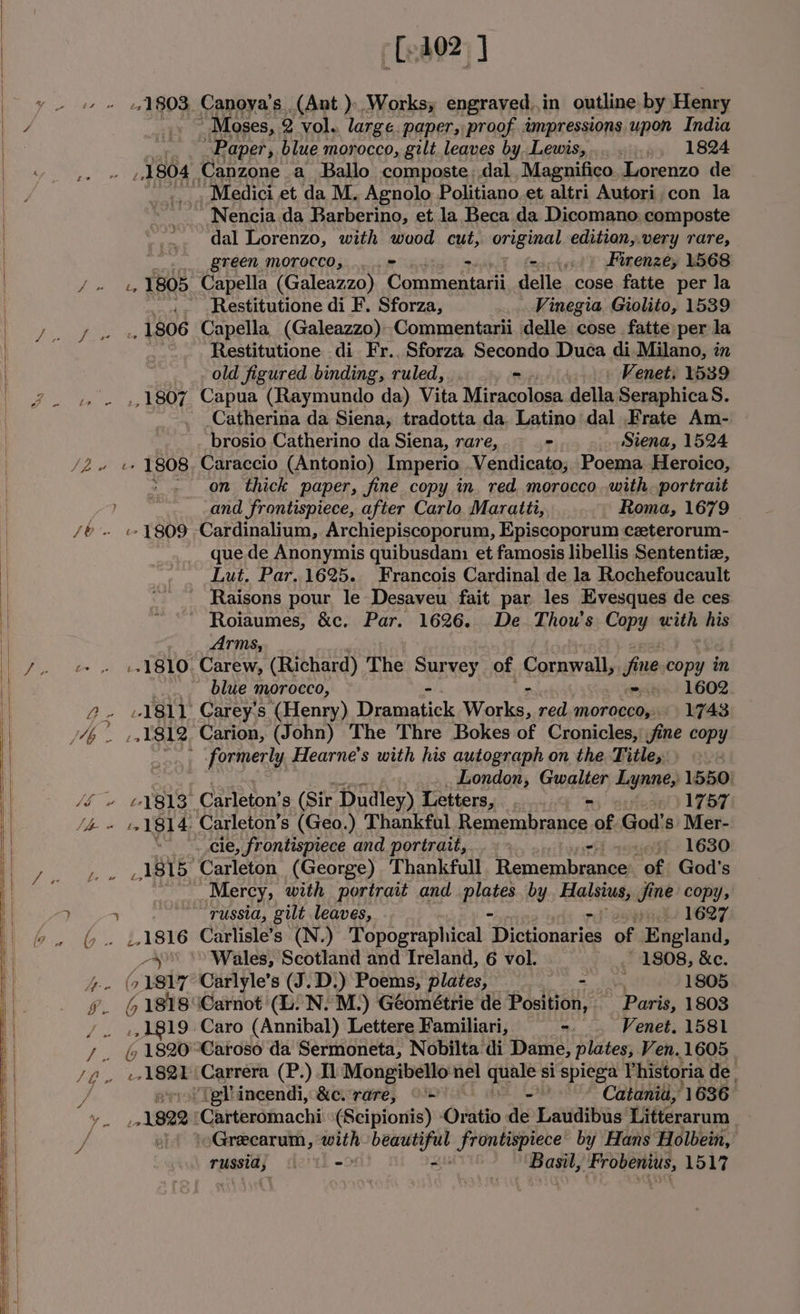 [ 102 ]
1803 Canova's (Ant.) Works, engraved in outline by Henry
Moses, 2 vol. large paper, proof impressions upon India
Paper, blue morocco, gilt leaves by Lewis, 1824
1804 Canzone a Ballo composte dal Magnifico Lorenzo de
Medici et da M. Agnolo Politiano et altri Autori con la
Nencia da Barberino, et la Beca da Dicomano composte
dal Lorenzo, with wood cut, original edition, very rare,
green morocco, - - - Firenze, 1568
1805 Capella (Galeazzo) Commentarii delle cose fatte per la
Restitutione di F. Sforza, Vinegia Giolito, 1539
1806 Capella (Galeazzo) Commentarii delle cose fatte per la
Restitutione di Fr. Sforza Secondo Duca di Milano, in
old figured binding, ruled, - Venet. 1539
1807 Capua (Raymundo da) Vita Miracolosa della Seraphica S.
Catherina da Siena, tradotta da Latino dal Frate Am-
brosio Catherino da Siena, rare, - Siena, 1524
1808 Caraccio (Antonio) Imperio Vendicato, Poema Heroico,
on thick paper, fine copy in red morocco with portrait
and frontispiece, after Carlo Maratti, Roma, 1679
1809 Cardinalium, Archiepiscoporum, Episcoporum cæterorum-
que de Anonymis quibusdam et famosis libellis Sententiæ,
Lut. Par. 1625. Francois Cardinal de la Rochefoucault
Raisons pour le Desaveu fait par les Evesques de ces
Roiaumes, &c. Par. 1626. De Thou's Copy with his
Arms,
1810 Carew, (Richard) The Survey of Cornwall, fine copy in
blue morocco, - - - 1602
1811 Carey's (Henry) Dramatick Works, red morocco, 1743
1812 Carion, (John) The Thre Bokes of Cronicles, fine copy
formerly Hearne's with his autograph on the Title,
London, Gwalter Lynne, 1550
1813 Carleton's (Sir Dudley) Letters, - 1757
1814 Carleton's (Geo.) Thankful Remembrance of God's Mer-
cie, frontispiece and portrait, - 1630
1815 Carleton (George) Thankfull Remembrance of God's
Mercy, with portrait and plates by Halsius, fine copy,
russia, gilt leaves, - - 1627
1816 Carlisle's (N.) Topographical Dictionaries of England,
Wales, Scotland and Ireland, 6 vol. 1808, &c.
1817 Carlyle's (J. D.) Poems, plates, - 1805
1818 Carnot (L. N. M.) Géométrie de Position, Paris, 1803
1819 Caro (Annibal) Lettere Familiari, - Venet. 1581
1820 Caroso da Sermoneta, Nobilta di Dame, plates, Ven. 1605
1821 Carrera (P.) Il Mongibello nel quale si spiega l'historia de
gl' incendi, &c. rare, - - Catania, 1636
1822 Carteromachi (Scipionis) Oratio de Laudibus Litterarum
Græcarum, with beautiful frontispiece by Hans Holbein,
russia, - - Basil, Frobenius, 1517